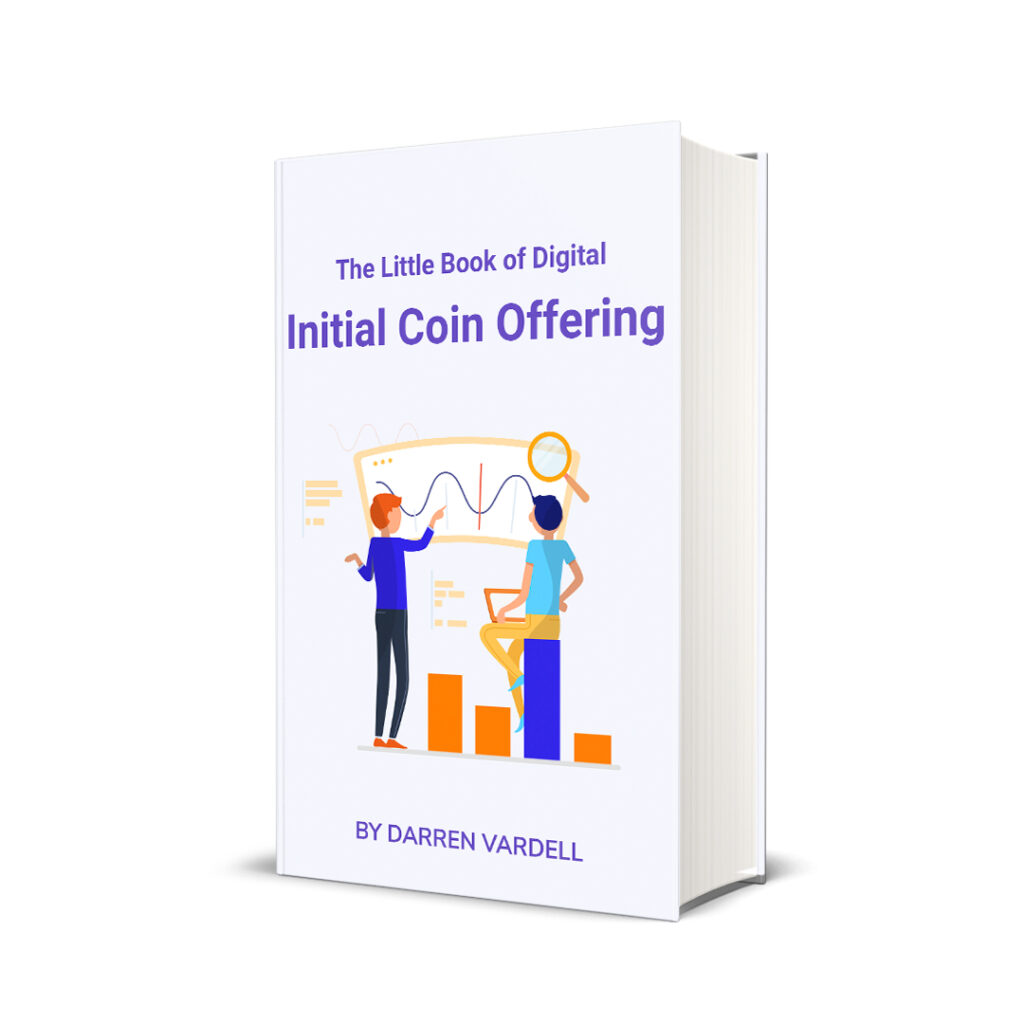 The Little Book of Digital
Initial Coin Offering
BY DARREN VARDELL